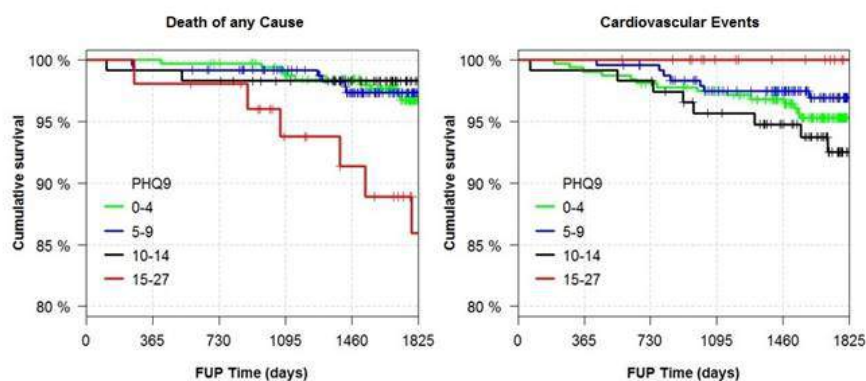 Death of any Cause
Cumulative survival
100 %
95 %
90 %
85 %
80 %
PHQ9
0-4
5-9
10-14
15-27
0 365 730 1095 1460 1825
FUP Time (days)
Cardiovascular Events
Cumulative survival
100 %
95 %
90 %
85 %
80 %
PHQ9
0-4
5-9
10-14
15-27
0 365 730 1095 1460 1825
FUP Time (days)